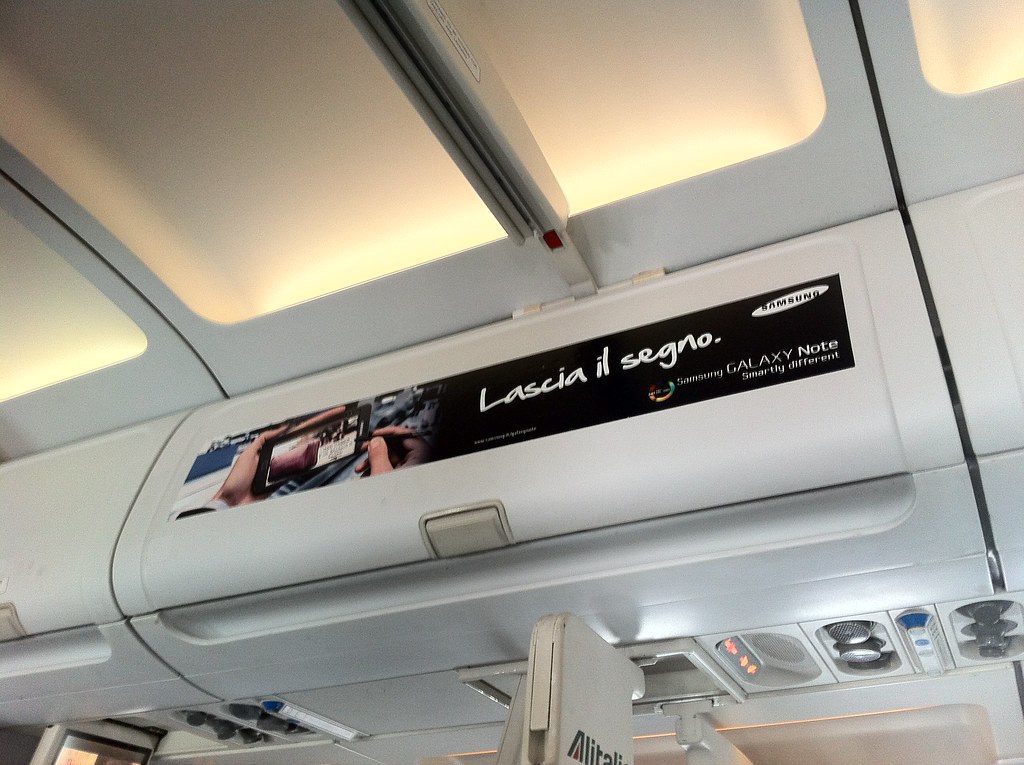 SAMSUNG
Lascia il segno.
Samsung GALAXY Note
Smartly different
Alitali